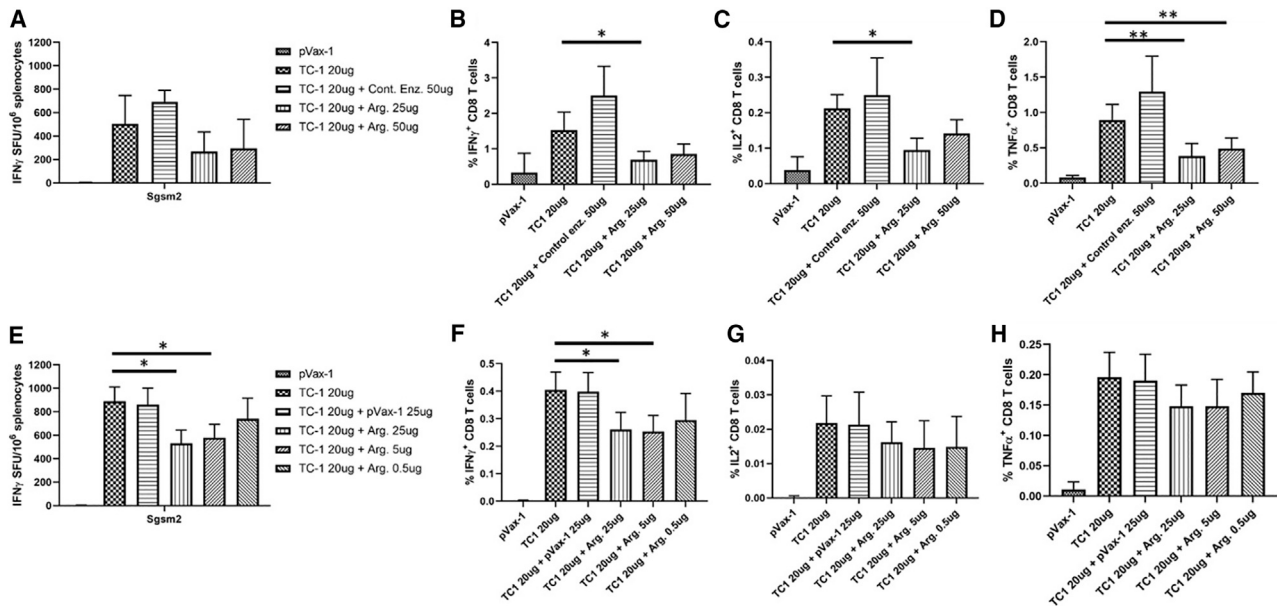 A
IFNγ SFU/10⁶ splenocytes
1200
1000
800
600
400
200
0
Sgsm2
pVax-1
TC-1 20ug
TC-1 20ug + Cont. Enz. 50ug
TC-1 20ug + Arg. 25ug
TC-1 20ug + Arg. 50ug
B
% IFNγ⁺ CD8 T cells
4
3
2
1
0
*
pVax-1
TC1 20ug
TC1 20ug + Control enz. 50ug
TC1 20ug + Arg. 25ug
TC1 20ug + Arg. 50ug
C
% IL2⁺ CD8 T cells
0.4
0.3
0.2
0.1
0.0
*
pVax-1
TC1 20ug
TC1 20ug + Control enz. 50ug
TC1 20ug + Arg. 25ug
TC1 20ug + Arg. 50ug
D
% TNFα⁺ CD8 T cells
2.0
1.5
1.0
0.5
0.0
**
**
pVax-1
TC1 20ug
TC1 20ug + Control enz. 50ug
TC1 20ug + Arg. 25ug
TC1 20ug + Arg. 50ug
E
IFNγ SFU/10⁶ splenocytes
1200
1000
800
600
400
200
0
*
*
Sgsm2
pVax-1
TC-1 20ug
TC-1 20ug + pVax-1 25ug
TC-1 20ug + Arg. 25ug
TC-1 20ug + Arg. 5ug
TC-1 20ug + Arg. 0.5ug
F
% IFNγ⁺ CD8 T cells
0.5
0.4
0.3
0.2
0.1
0.0
*
*
pVax-1
TC1 20ug
TC1 20ug + pVax-1 25ug
TC1 20ug + Arg. 25ug
TC1 20ug + Arg. 5ug
TC1 20ug + Arg. 0.5ug
G
% IL2⁺ CD8 T cells
0.04
0.03
0.02
0.01
0.00
pVax-1
TC1 20ug
TC1 20ug + pVax-1 25ug
TC1 20ug + Arg. 25ug
TC1 20ug + Arg. 5ug
TC1 20ug + Arg. 0.5ug
H
% TNFα⁺ CD8 T cells
0.25
0.20
0.15
0.10
0.05
0.00
pVax-1
TC1 20ug
TC1 20ug + pVax-1 25ug
TC1 20ug + Arg. 25ug
TC1 20ug + Arg. 5ug
TC1 20ug + Arg. 0.5ug